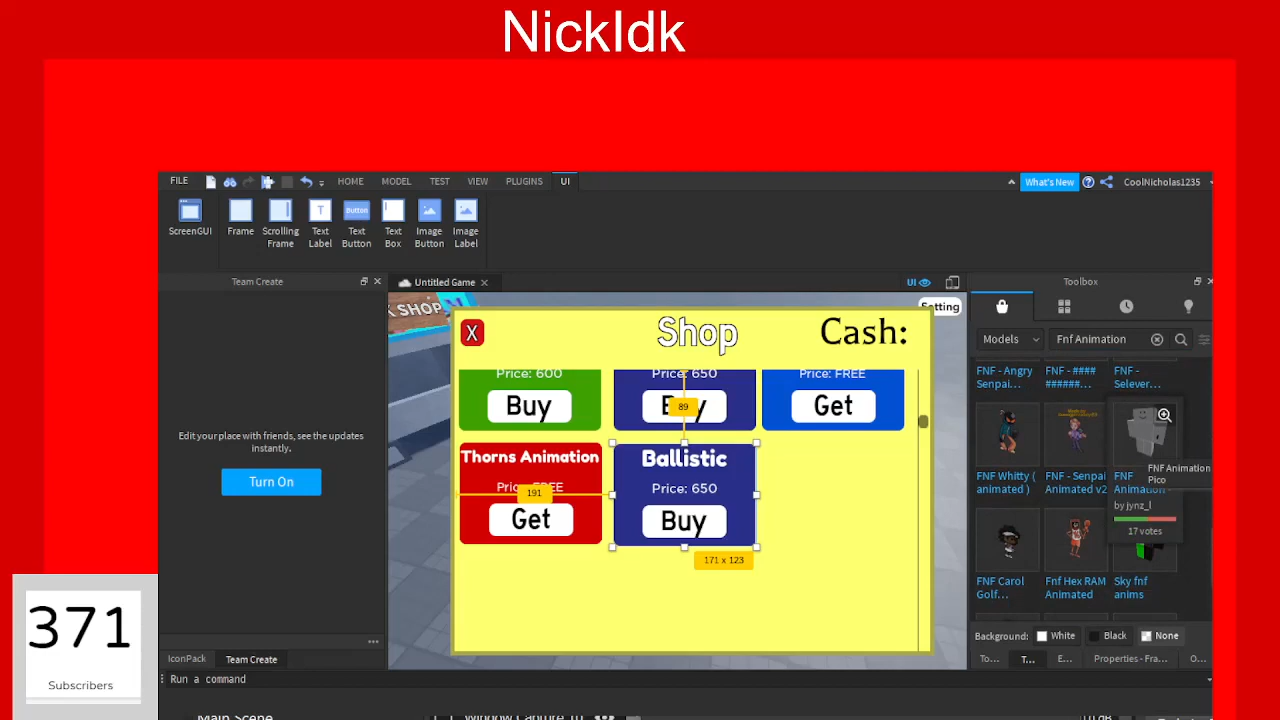 NickIdk
FILE HOME MODEL TEST VIEW PLUGINS UI What's New CoolNicholas1235
ScreenGUI Frame Scrolling Frame Text Label Button Text Button Text Box Image Button Image Label
Team Create
Untitled Game
UI
Toolbox
SHOP
Setting
X
Shop
Cash:
Models
Fnf Animation
Price: 600
Price: 650
Price: FREE
Buy
89
Get
FNF - Angry Senpai...
FNF - #### ######...
FNF - Selever...
Edit your place with friends, see the updates instantly.
Turn On
Thorns Animation
Ballistic
191
Price: 650
Get
Buy
171 x 123
FNF Whitty ( animated )
FNF - Senpai Animated v2
FNF Animation
Pico
by jynz_l
17 votes
FNF Carol Golf...
Fnf Hex RAM Animated
Sky fnf anims
Background: White Black None
IconPack
Team Create
To...
T...
E...
Properties - Fra...
O...
Run a command
371
Subscribers
Main Scene